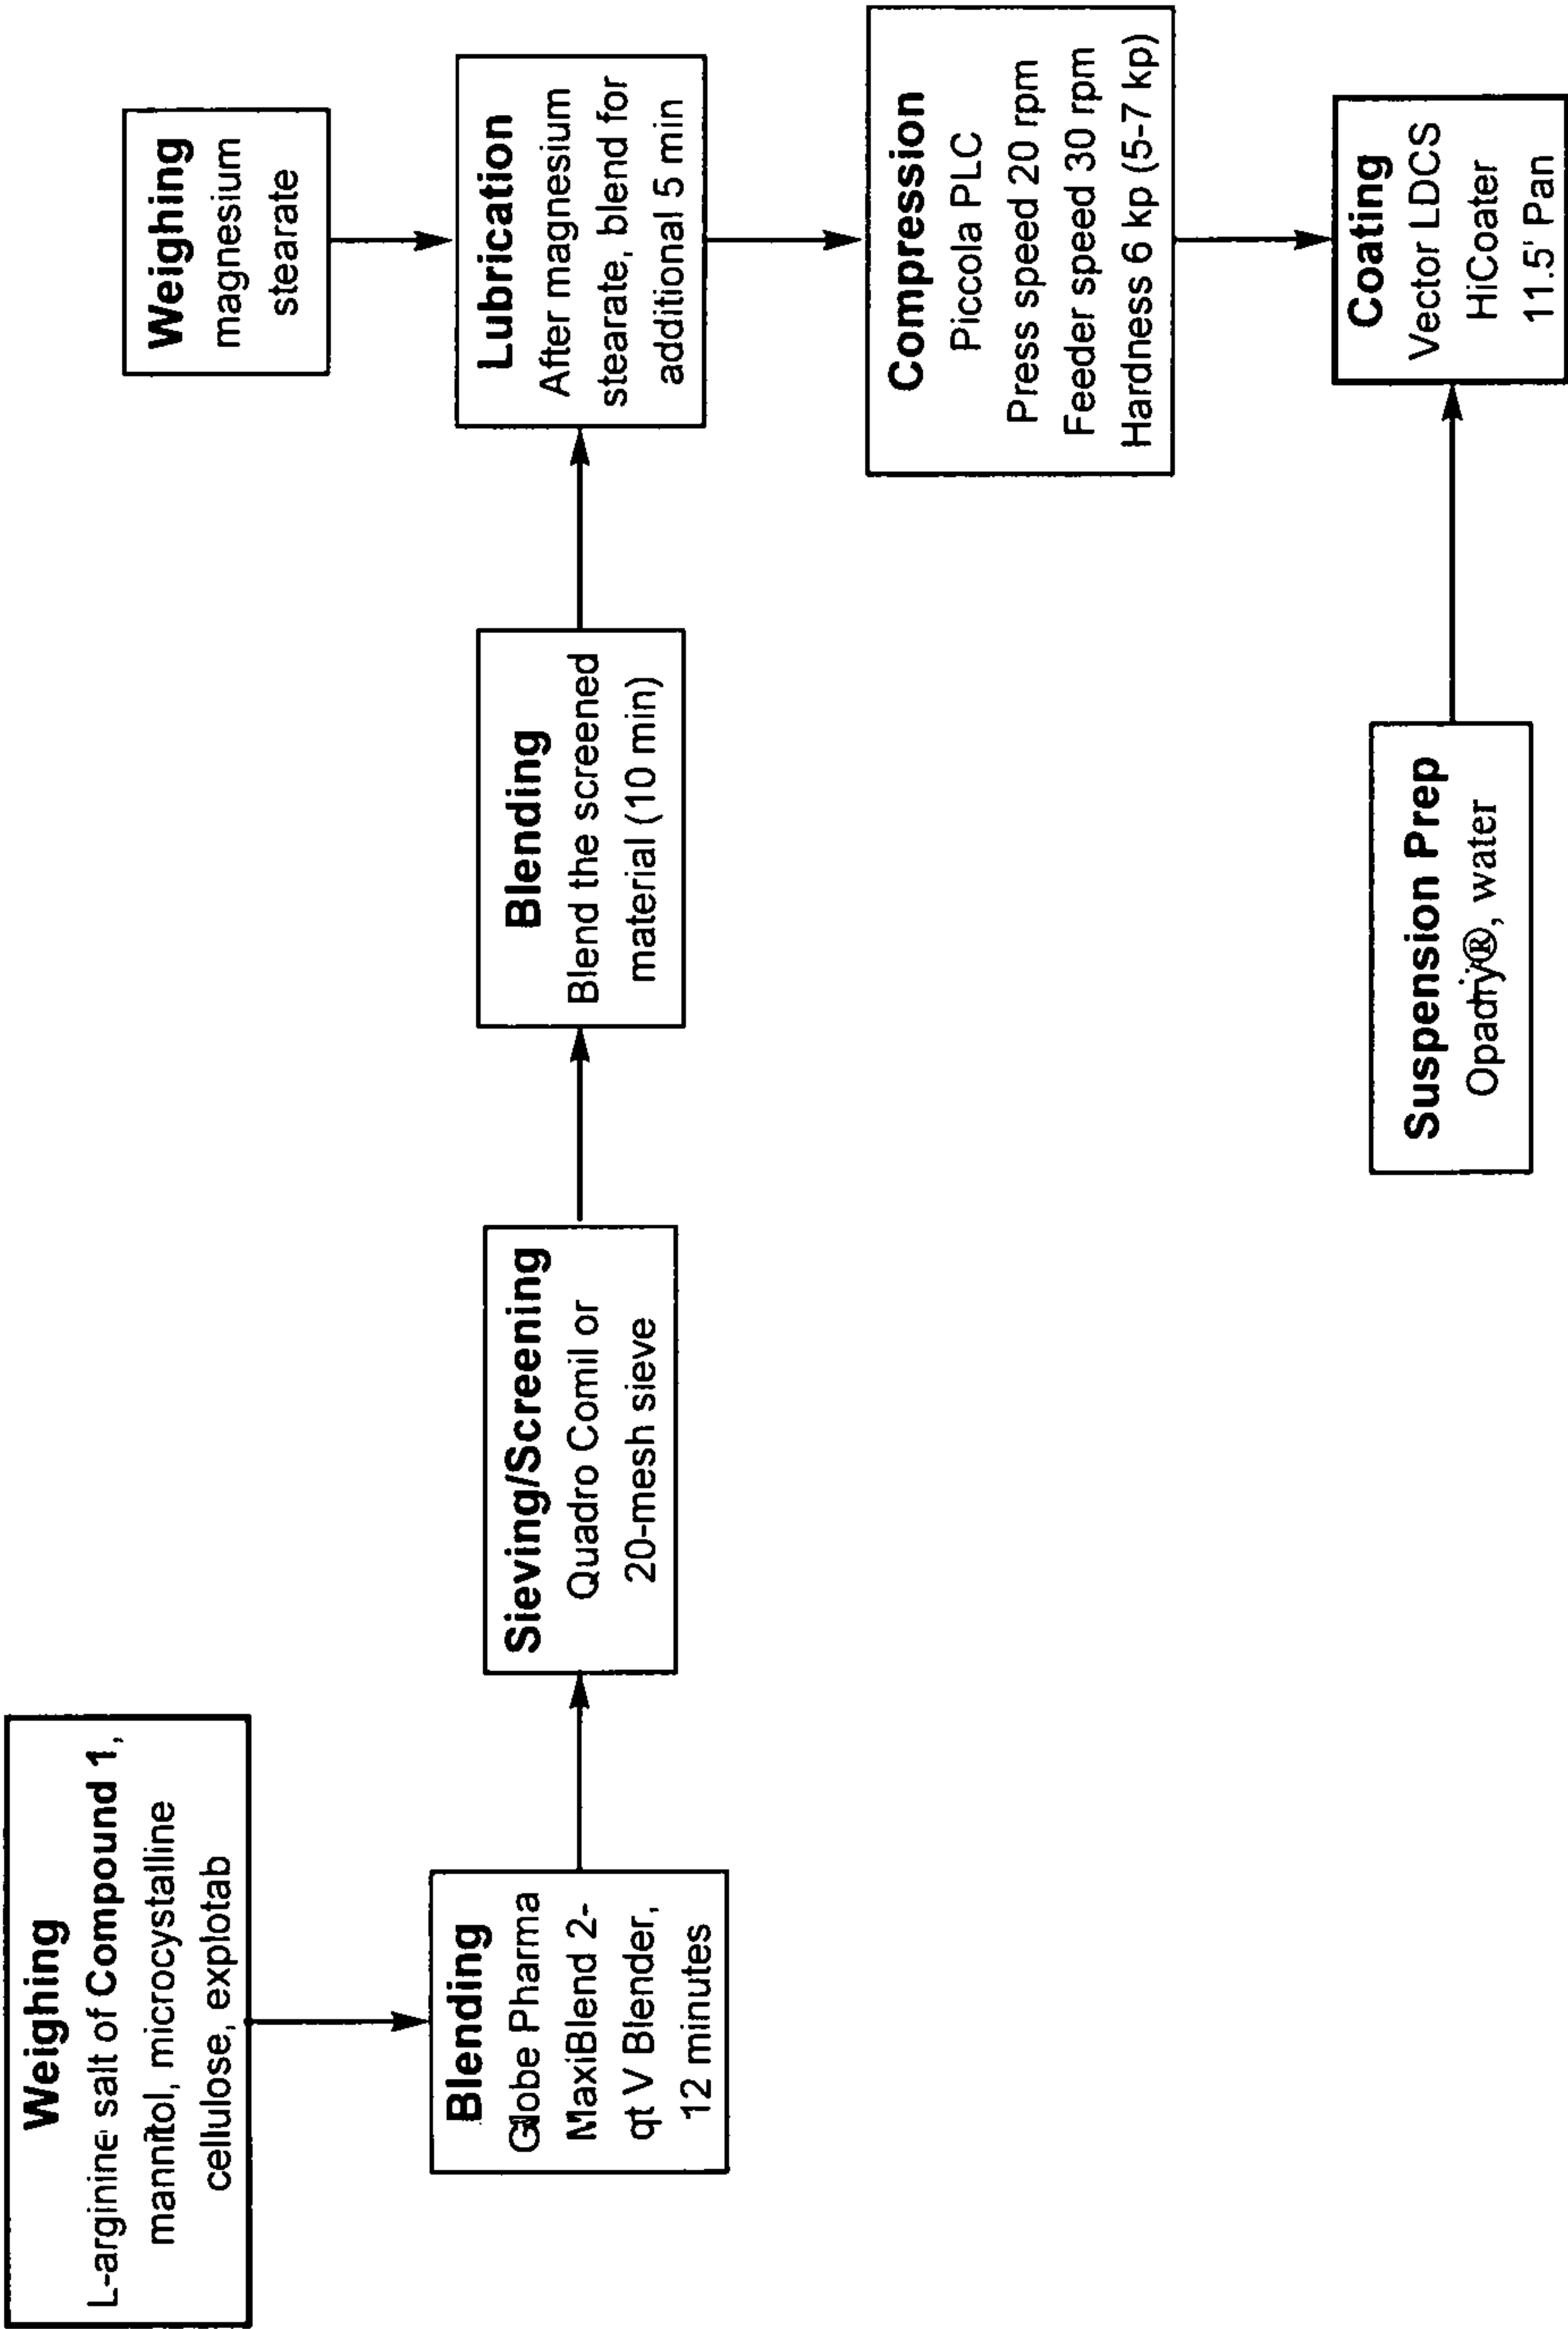 Weighing
L-arginine salt of Compound 1,
mannitol, microcystalline
cellulose, explotab
Blending
Globe Pharma
MaxiBlend 2-
qt V Blender,
12 minutes
Sieving/Screening
Quadro Comil or
20-mesh sieve
Blending
Blend the screened
material (10 min)
Weighing
magnesium
stearate
Lubrication
After magnesium
stearate, blend for
additional 5 min
Compression
Piccola PLC
Press speed 20 rpm
Feeder speed 30 rpm
Hardness 6 kp (5-7 kp)
Suspension Prep
Opadry®, water
Coating
Vector LDCS
HiCoater
11.5' Pan